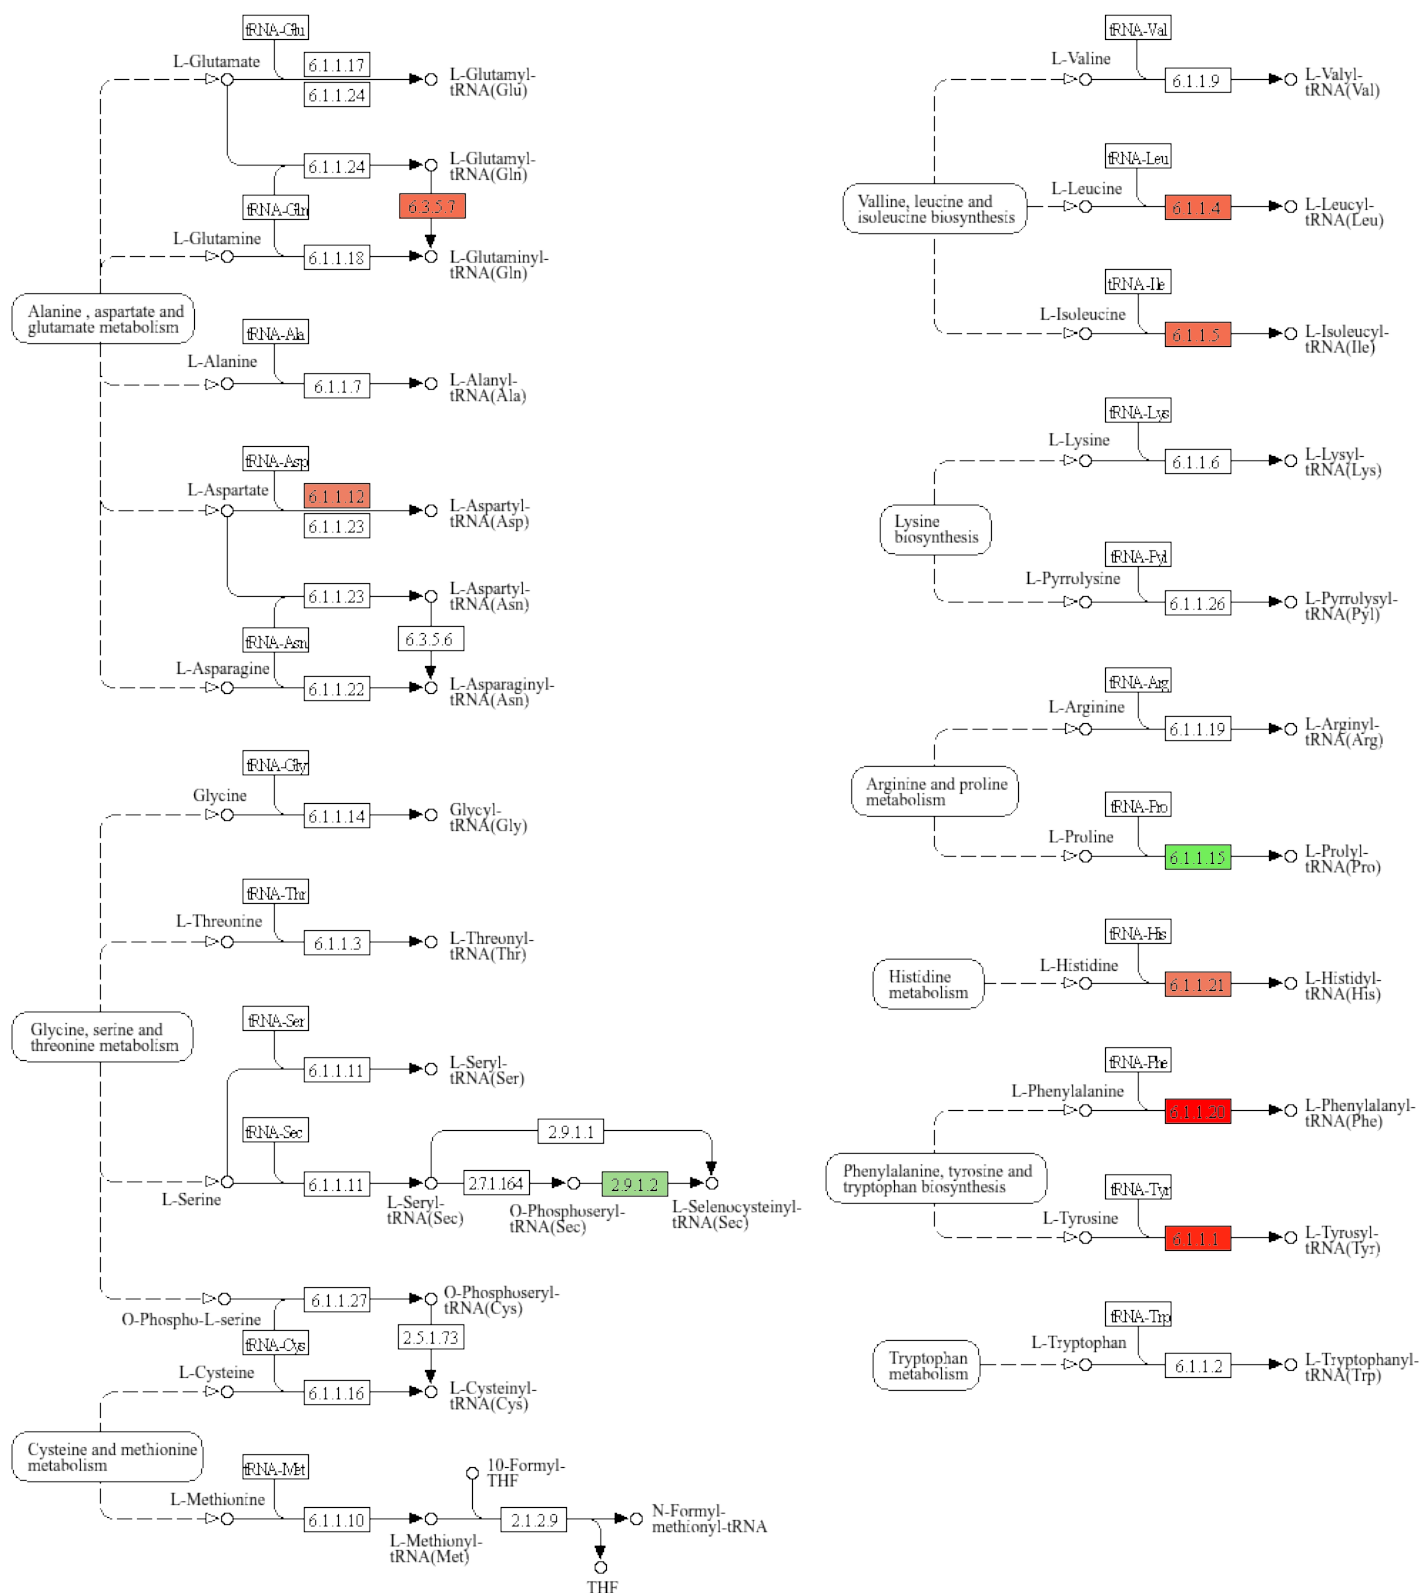 tRNA-Glu
L-Glutamate
6.1.1.17
6.1.1.24
L-Glutamyl-
tRNA(Glu)
6.1.1.24
L-Glutamyl-
tRNA(Gln)
tRNA-Gln
6.3.5.7
L-Glutamine
6.1.1.18
L-Glutaminyl-
tRNA(Gln)
Alanine , aspartate and
glutamate metabolism
tRNA-Ala
L-Alanine
6.1.1.7
L-Alanyl-
tRNA(Ala)
tRNA-Asp
L-Aspartate
6.1.1.12
6.1.1.23
L-Aspartyl-
tRNA(Asp)
6.1.1.23
L-Aspartyl-
tRNA(Asn)
tRNA-Asn
6.3.5.6
L-Asparagine
6.1.1.22
L-Asparaginyl-
tRNA(Asn)
tRNA-Gly
Glycine
6.1.1.14
Glycyl-
tRNA(Gly)
tRNA-Thr
L-Threonine
6.1.1.3
L-Threonyl-
tRNA(Thr)
Glycine, serine and
threonine metabolism
tRNA-Ser
6.1.1.11
L-Seryl-
tRNA(Ser)
tRNA-Sec
L-Serine
6.1.1.11
L-Seryl-
tRNA(Sec)
2.9.1.1
2.7.1.164
O-Phosphoseryl-
tRNA(Sec)
2.9.1.2
L-Selenocysteinyl-
tRNA(Sec)
O-Phospho-L-serine
6.1.1.27
O-Phosphoseryl-
tRNA(Cys)
tRNA-Cys
2.5.1.73
L-Cysteine
6.1.1.16
L-Cysteinyl-
tRNA(Cys)
Cysteine and methionine
metabolism
tRNA-Met
L-Methionine
6.1.1.10
L-Methionyl-
tRNA(Met)
10-Formyl-
THF
2.1.2.9
N-Formyl-
methionyl-tRNA
THF
tRNA-Val
L-Valine
6.1.1.9
L-Valyl-
tRNA(Val)
tRNA-Leu
L-Leucine
6.1.1.4
L-Leucyl-
tRNA(Leu)
Valline, leucine and
isoleucine biosynthesis
tRNA-Ile
L-Isoleucine
6.1.1.5
L-Isoleucyl-
tRNA(Ile)
tRNA-Lys
L-Lysine
6.1.1.6
L-Lysyl-
tRNA(Lys)
Lysine
biosynthesis
tRNA-Pyl
L-Pyrrolysine
6.1.1.26
L-Pyrrolysyl-
tRNA(Pyl)
tRNA-Arg
L-Arginine
6.1.1.19
L-Arginyl-
tRNA(Arg)
Arginine and proline
metabolism
tRNA-Pro
L-Proline
6.1.1.15
L-Prolyl-
tRNA(Pro)
tRNA-His
L-Histidine
6.1.1.21
L-Histidyl-
tRNA(His)
Histidine
metabolism
tRNA-Phe
L-Phenylalanine
6.1.1.20
L-Phenylalanyl-
tRNA(Phe)
Phenylalanine, tyrosine and
tryptophan biosynthesis
tRNA-Tyr
L-Tyrosine
6.1.1.1
L-Tyrosyl-
tRNA(Tyr)
tRNA-Trp
L-Tryptophan
6.1.1.2
L-Tryptophanyl-
tRNA(Trp)
Tryptophan
metabolism